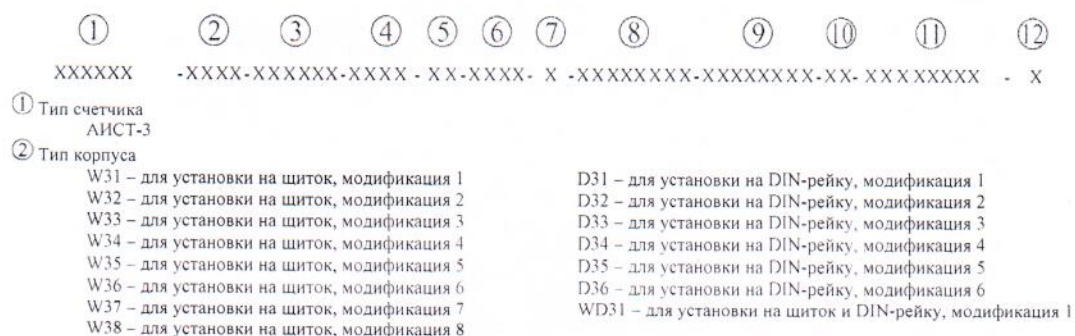 ① ② ③ ④ ⑤ ⑥ ⑦ ⑧ ⑨ ⑩ ⑪ ⑫
XXXXXX -XXXX-XXXXXX-XXXX - XX-XXXX- X -XXXXXXXX-XXXXXXXX-XX- XXXXXXXX - X
① Тип счетчика
АИСТ-3
② Тип корпуса
W31 – для установки на щиток, модификация 1 D31 – для установки на DIN-рейку, модификация 1
W32 – для установки на щиток, модификация 2 D32 – для установки на DIN-рейку, модификация 2
W33 – для установки на щиток, модификация 3 D33 – для установки на DIN-рейку, модификация 3
W34 – для установки на щиток, модификация 4 D34 – для установки на DIN-рейку, модификация 4
W35 – для установки на щиток, модификация 5 D35 – для установки на DIN-рейку, модификация 5
W36 – для установки на щиток, модификация 6 D36 – для установки на DIN-рейку, модификация 6
W37 – для установки на щиток, модификация 7 WD31 – для установки на щиток и DIN-рейку, модификация 1
W38 – для установки на щиток, модификация 8